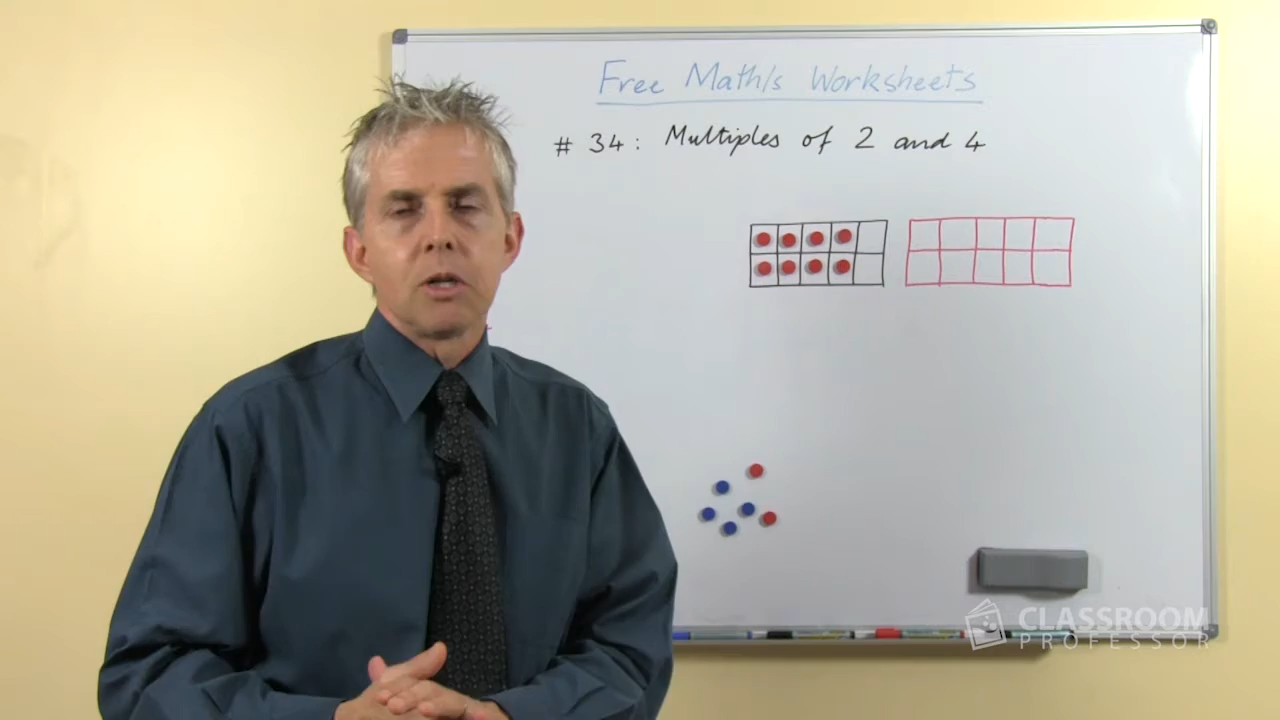 Free Math/s Worksheets
# 34: Multiples of 2 and 4
CLASSROOM
PROFESSOR